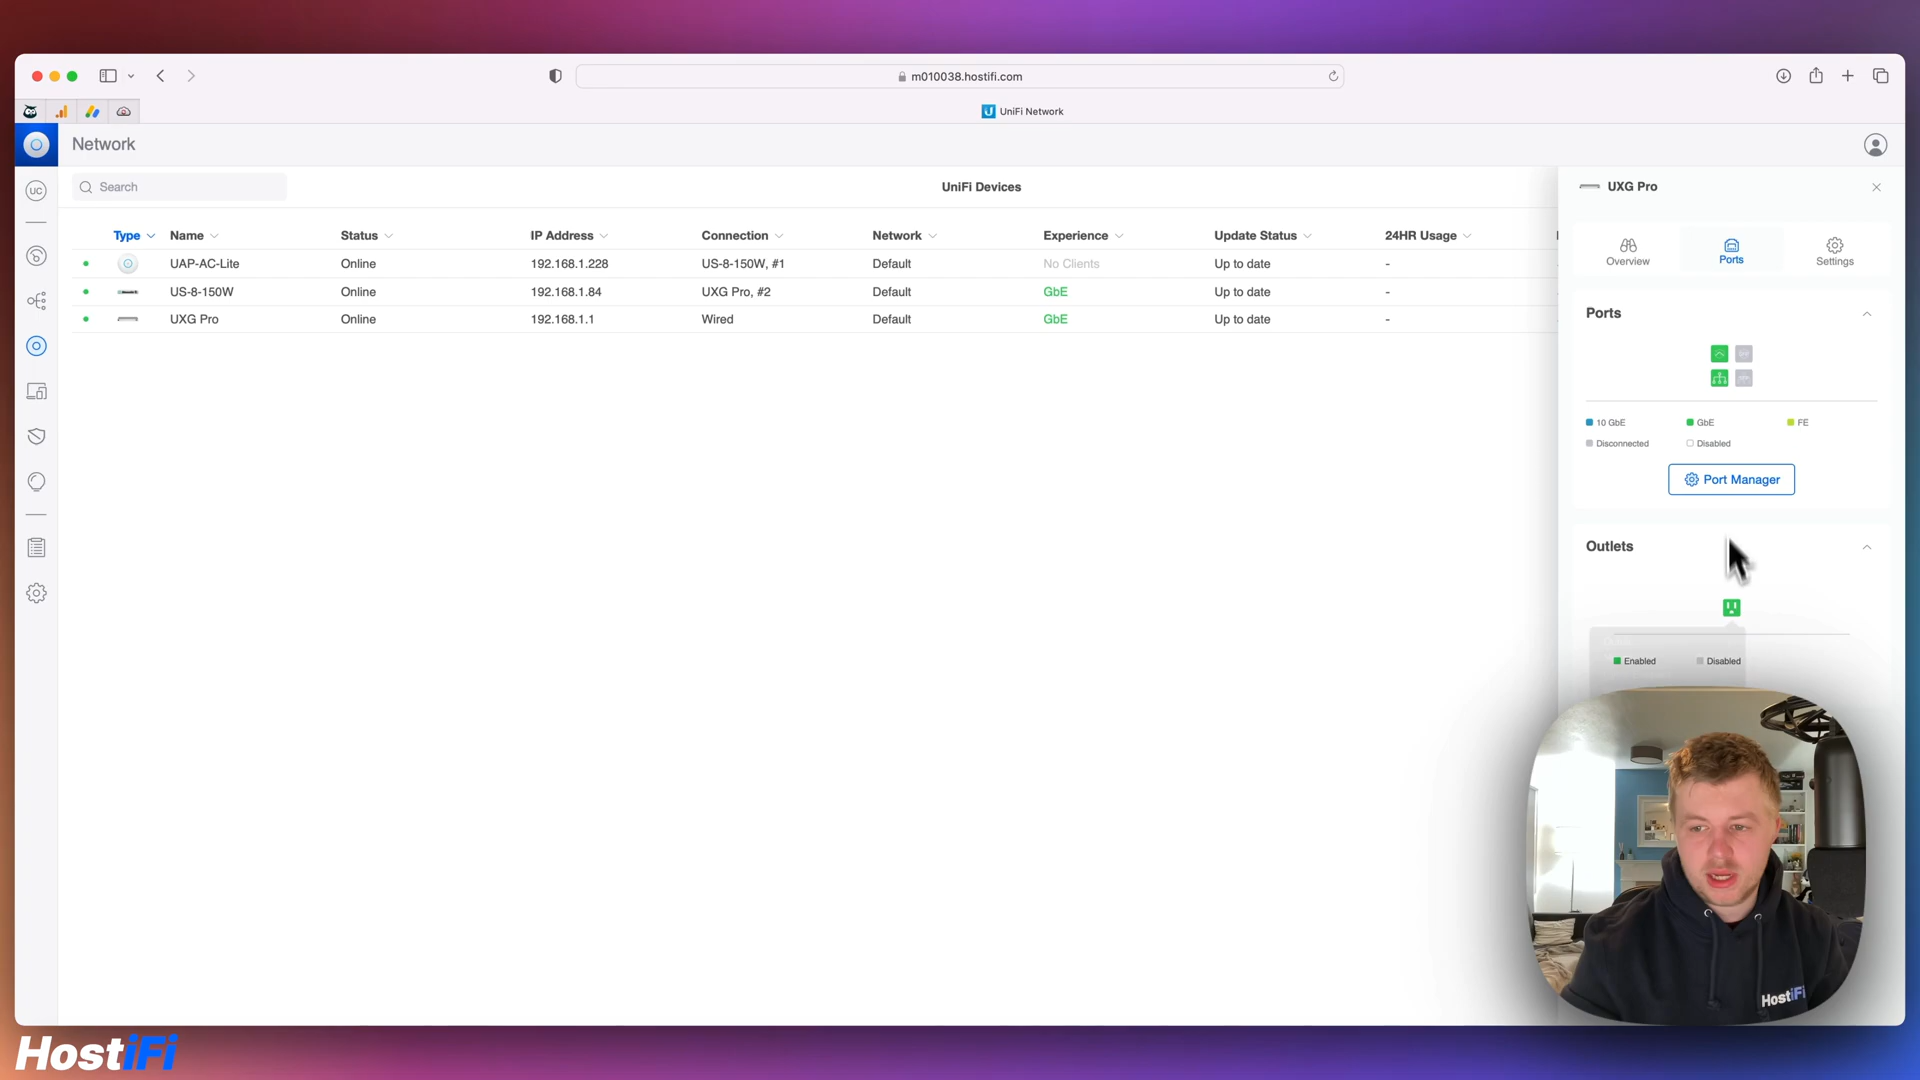 m010038.hostifi.com
UniFi Network
Network
Search
UniFi Devices
UXG Pro
UC
Overview
Ports
Settings
Type Name Status IP Address Connection Network Experience Update Status 24HR Usage
UAP-AC-Lite Online 192.168.1.228 US-8-150W, #1 Default No Clients Up to date -
US-8-150W Online 192.168.1.84 UXG Pro, #2 Default GbE Up to date -
UXG Pro Online 192.168.1.1 Wired Default GbE Up to date -
Ports
10 GbE GbE FE
Disconnected Disabled
Port Manager
Outlets
Enabled Disabled
HostiFi
HostiFi